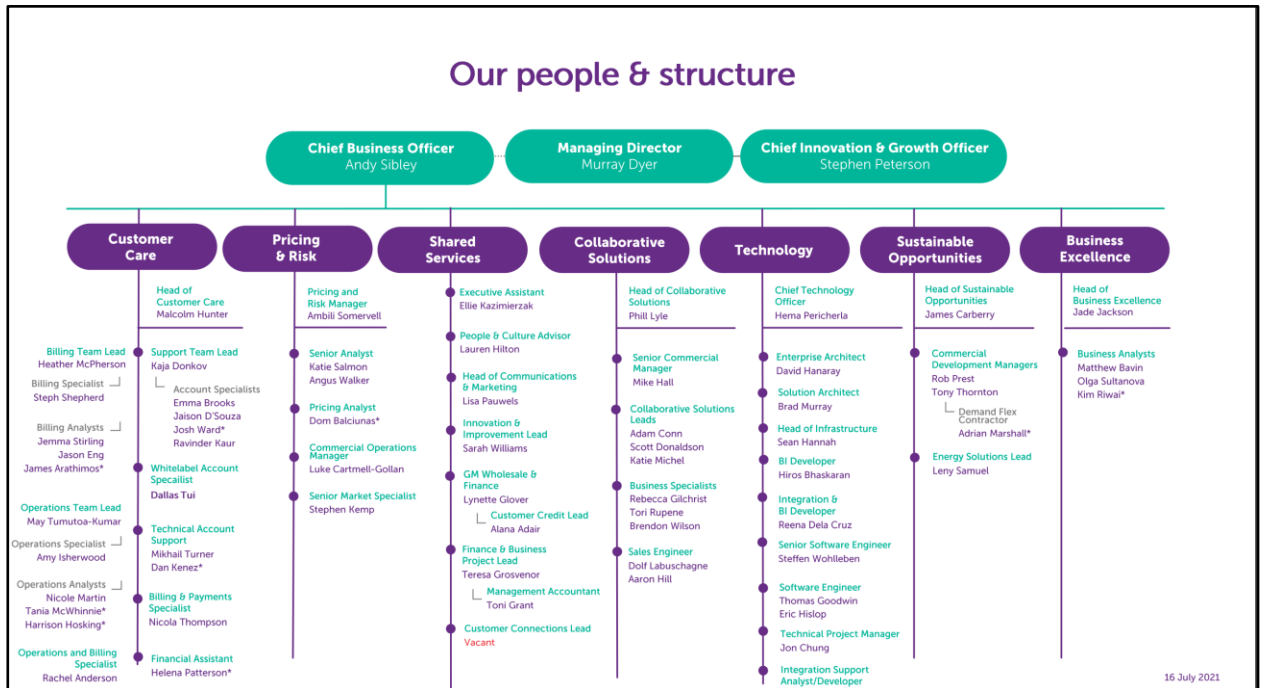 Our people & structure
Chief Business Officer
Andy Sibley
Managing Director
Murray Dyer
Chief Innovation & Growth Officer
Stephen Peterson
Customer
Care
Head of
Customer Care
Malcolm Hunter
Billing Team Lead
Heather McPherson
Billing Specialist
Steph Shepherd
Billing Analysts
Jemma Stirling
Jason Eng
James Arathimos*
Operations Team Lead
May Tumutoa-Kumar
Operations Specialist
Amy Isherwood
Operations Analysts
Nicole Martin
Tania McWhinnie*
Harrison Hosking*
Operations and Billing
Specialist
Rachel Anderson
Support Team Lead
Kaja Donkov
Account Specialists
Emma Brooks
Jaison D'Souza
Josh Ward*
Ravinder Kaur
Whitelabel Account
Specailist
Dallas Tui
Technical Account
Support
Mikhail Turner
Dan Kenez*
Billing & Payments
Specialist
Nicola Thompson
Financial Assistant
Helena Patterson*
Pricing
& Risk
Pricing and
Risk Manager
Ambili Somervell
Senior Analyst
Katie Salmon
Angus Walker
Pricing Analyst
Dom Balciunas*
Commercial Operations
Manager
Luke Cartmell-Gollan
Senior Market Specialist
Stephen Kemp
Shared
Services
Executive Assistant
Ellie Kazimierzak
People & Culture Advisor
Lauren Hilton
Head of Communications
& Marketing
Lisa Pauwels
Innovation &
Improvement Lead
Sarah Williams
GM Wholesale &
Finance
Lynette Glover
Customer Credit Lead
Alana Adair
Finance & Business
Project Lead
Teresa Grosvenor
Management Accountant
Toni Grant
Customer Connections Lead
Vacant
Collaborative
Solutions
Head of Collaborative
Solutions
Phill Lyle
Senior Commercial
Manager
Mike Hall
Collaborative Solutions
Leads
Adam Conn
Scott Donaldson
Katie Michel
Business Specialists
Rebecca Gilchrist
Tori Rupene
Brendon Wilson
Sales Engineer
Dolf Labuschagne
Aaron Hill
Technology
Chief Technology
Officer
Hema Pericherla
Enterprise Architect
David Hanaray
Solution Architect
Brad Murray
Head of Infrastructure
Sean Hannah
BI Developer
Hiros Bhaskaran
Integration &
BI Developer
Reena Dela Cruz
Senior Software Engineer
Steffen Wohlleben
Software Engineer
Thomas Goodwin
Eric Hislop
Technical Project Manager
Jon Chung
Integration Support
Analyst/Developer
Sustainable
Opportunities
Head of Sustainable
Opportunities
James Carberry
Commercial
Development Managers
Rob Prest
Tony Thornton
Demand Flex
Contractor
Adrian Marshall*
Energy Solutions Lead
Leny Samuel
Business
Excellence
Head of
Business Excellence
Jade Jackson
Business Analysts
Matthew Bavin
Olga Sultanova
Kim Riwai*
16 July 2021